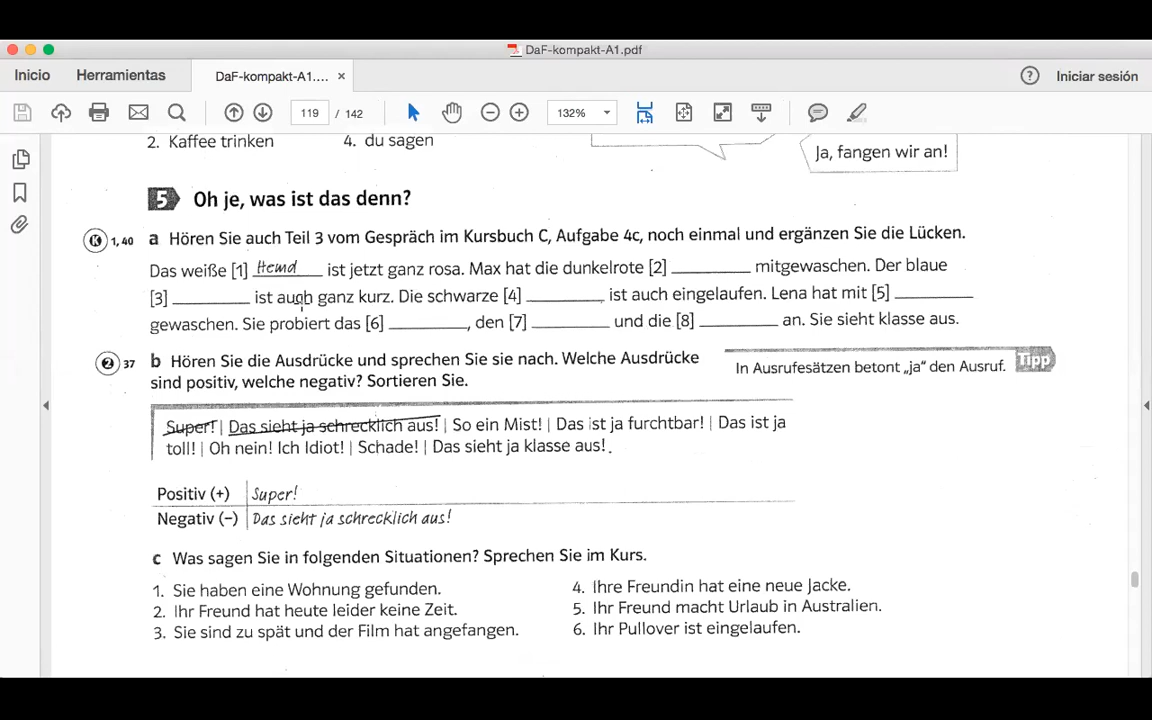 DaF-kompakt-A1.pdf
Inicio Herramientas DaF-kompakt-A1.... × ? Iniciar sesión
119 / 142 132%
2. Kaffee trinken 4. du sagen
Ja, fangen wir an!
5 Oh je, was ist das denn?
K 1, 40 a Hören Sie auch Teil 3 vom Gespräch im Kursbuch C, Aufgabe 4c, noch einmal und ergänzen Sie die Lücken.
Das weiße [1] Hemd ist jetzt ganz rosa. Max hat die dunkelrote [2] _________ mitgewaschen. Der blaue
[3] _________ ist auch ganz kurz. Die schwarze [4] _________ ist auch eingelaufen. Lena hat mit [5] _________
gewaschen. Sie probiert das [6] _________, den [7] _________ und die [8] _________ an. Sie sieht klasse aus.
2 37 b Hören Sie die Ausdrücke und sprechen Sie sie nach. Welche Ausdrücke
sind positiv, welche negativ? Sortieren Sie.
In Ausrufesätzen betont „ja“ den Ausruf. Tipp
Super! | Das sieht ja schrecklich aus! | So ein Mist! | Das ist ja furchtbar! | Das ist ja
toll! | Oh nein! Ich Idiot! | Schade! | Das sieht ja klasse aus!
Positiv (+) Super!
Negativ (–) Das sieht ja schrecklich aus!
c Was sagen Sie in folgenden Situationen? Sprechen Sie im Kurs.
1. Sie haben eine Wohnung gefunden.
2. Ihr Freund hat heute leider keine Zeit.
3. Sie sind zu spät und der Film hat angefangen.
4. Ihre Freundin hat eine neue Jacke.
5. Ihr Freund macht Urlaub in Australien.
6. Ihr Pullover ist eingelaufen.